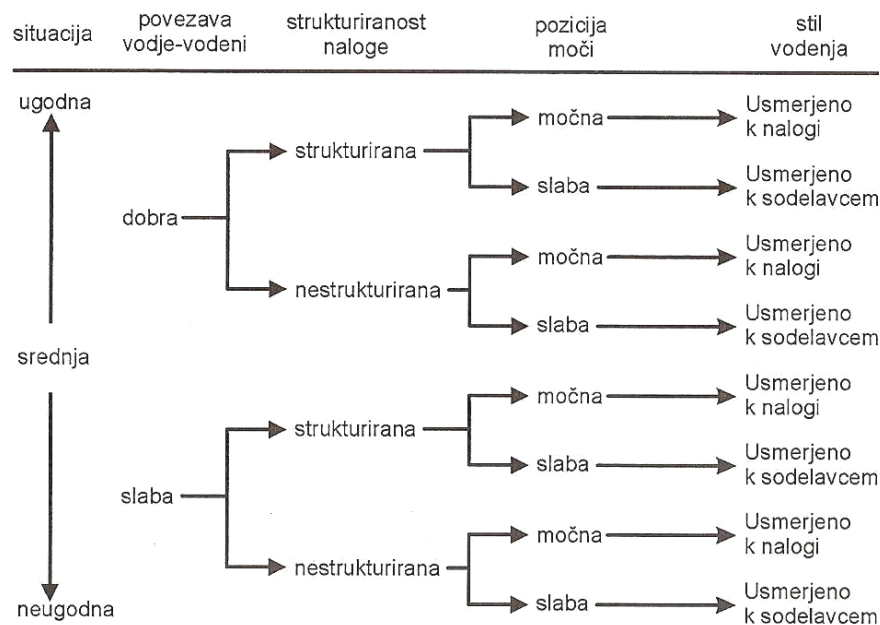 situacija
povezava
vodje-vodeni
strukturiranost
naloge
pozicija
moči
stil
vodenja
ugodna
srednja
neugodna
dobra
slaba
strukturirana
nestrukturirana
strukturirana
nestrukturirana
močna
slaba
močna
slaba
močna
slaba
močna
slaba
Usmerjeno
k nalogi
Usmerjeno
k sodelavcem
Usmerjeno
k nalogi
Usmerjeno
k sodelavcem
Usmerjeno
k nalogi
Usmerjeno
k sodelavcem
Usmerjeno
k nalogi
Usmerjeno
k sodelavcem